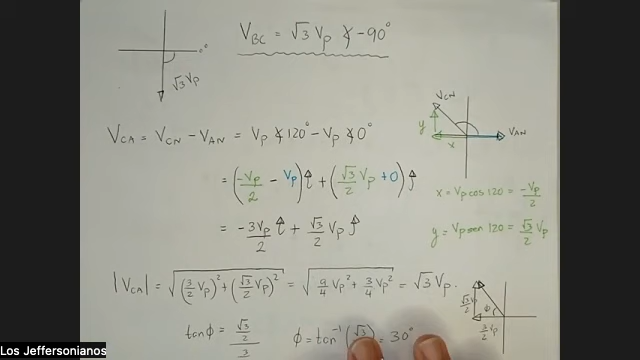 V_BC = √3 V_P ∠-90°
0°
√3 V_P
V_CN
V_AN
y
x
V_CA = V_CN - V_AN = V_P ∠120° - V_P ∠0°
= (-V_P/2 - V_P) î + (√3/2 V_P + 0) ĵ
x = V_P cos 120 = -V_P/2
= -3V_P/2 î + √3/2 V_P ĵ
y = V_P sen 120 = √3/2 V_P
|V_CA| = √((3/2 V_P)² + (√3/2 V_P)²) = √(9/4 V_P² + 3/4 V_P²) = √3 V_P.
√3/2 V_P
φ
3/2 V_P
tan φ = √3/2 / 3
φ = tan⁻¹ (√3 = 30°
Los Jeffersonianos